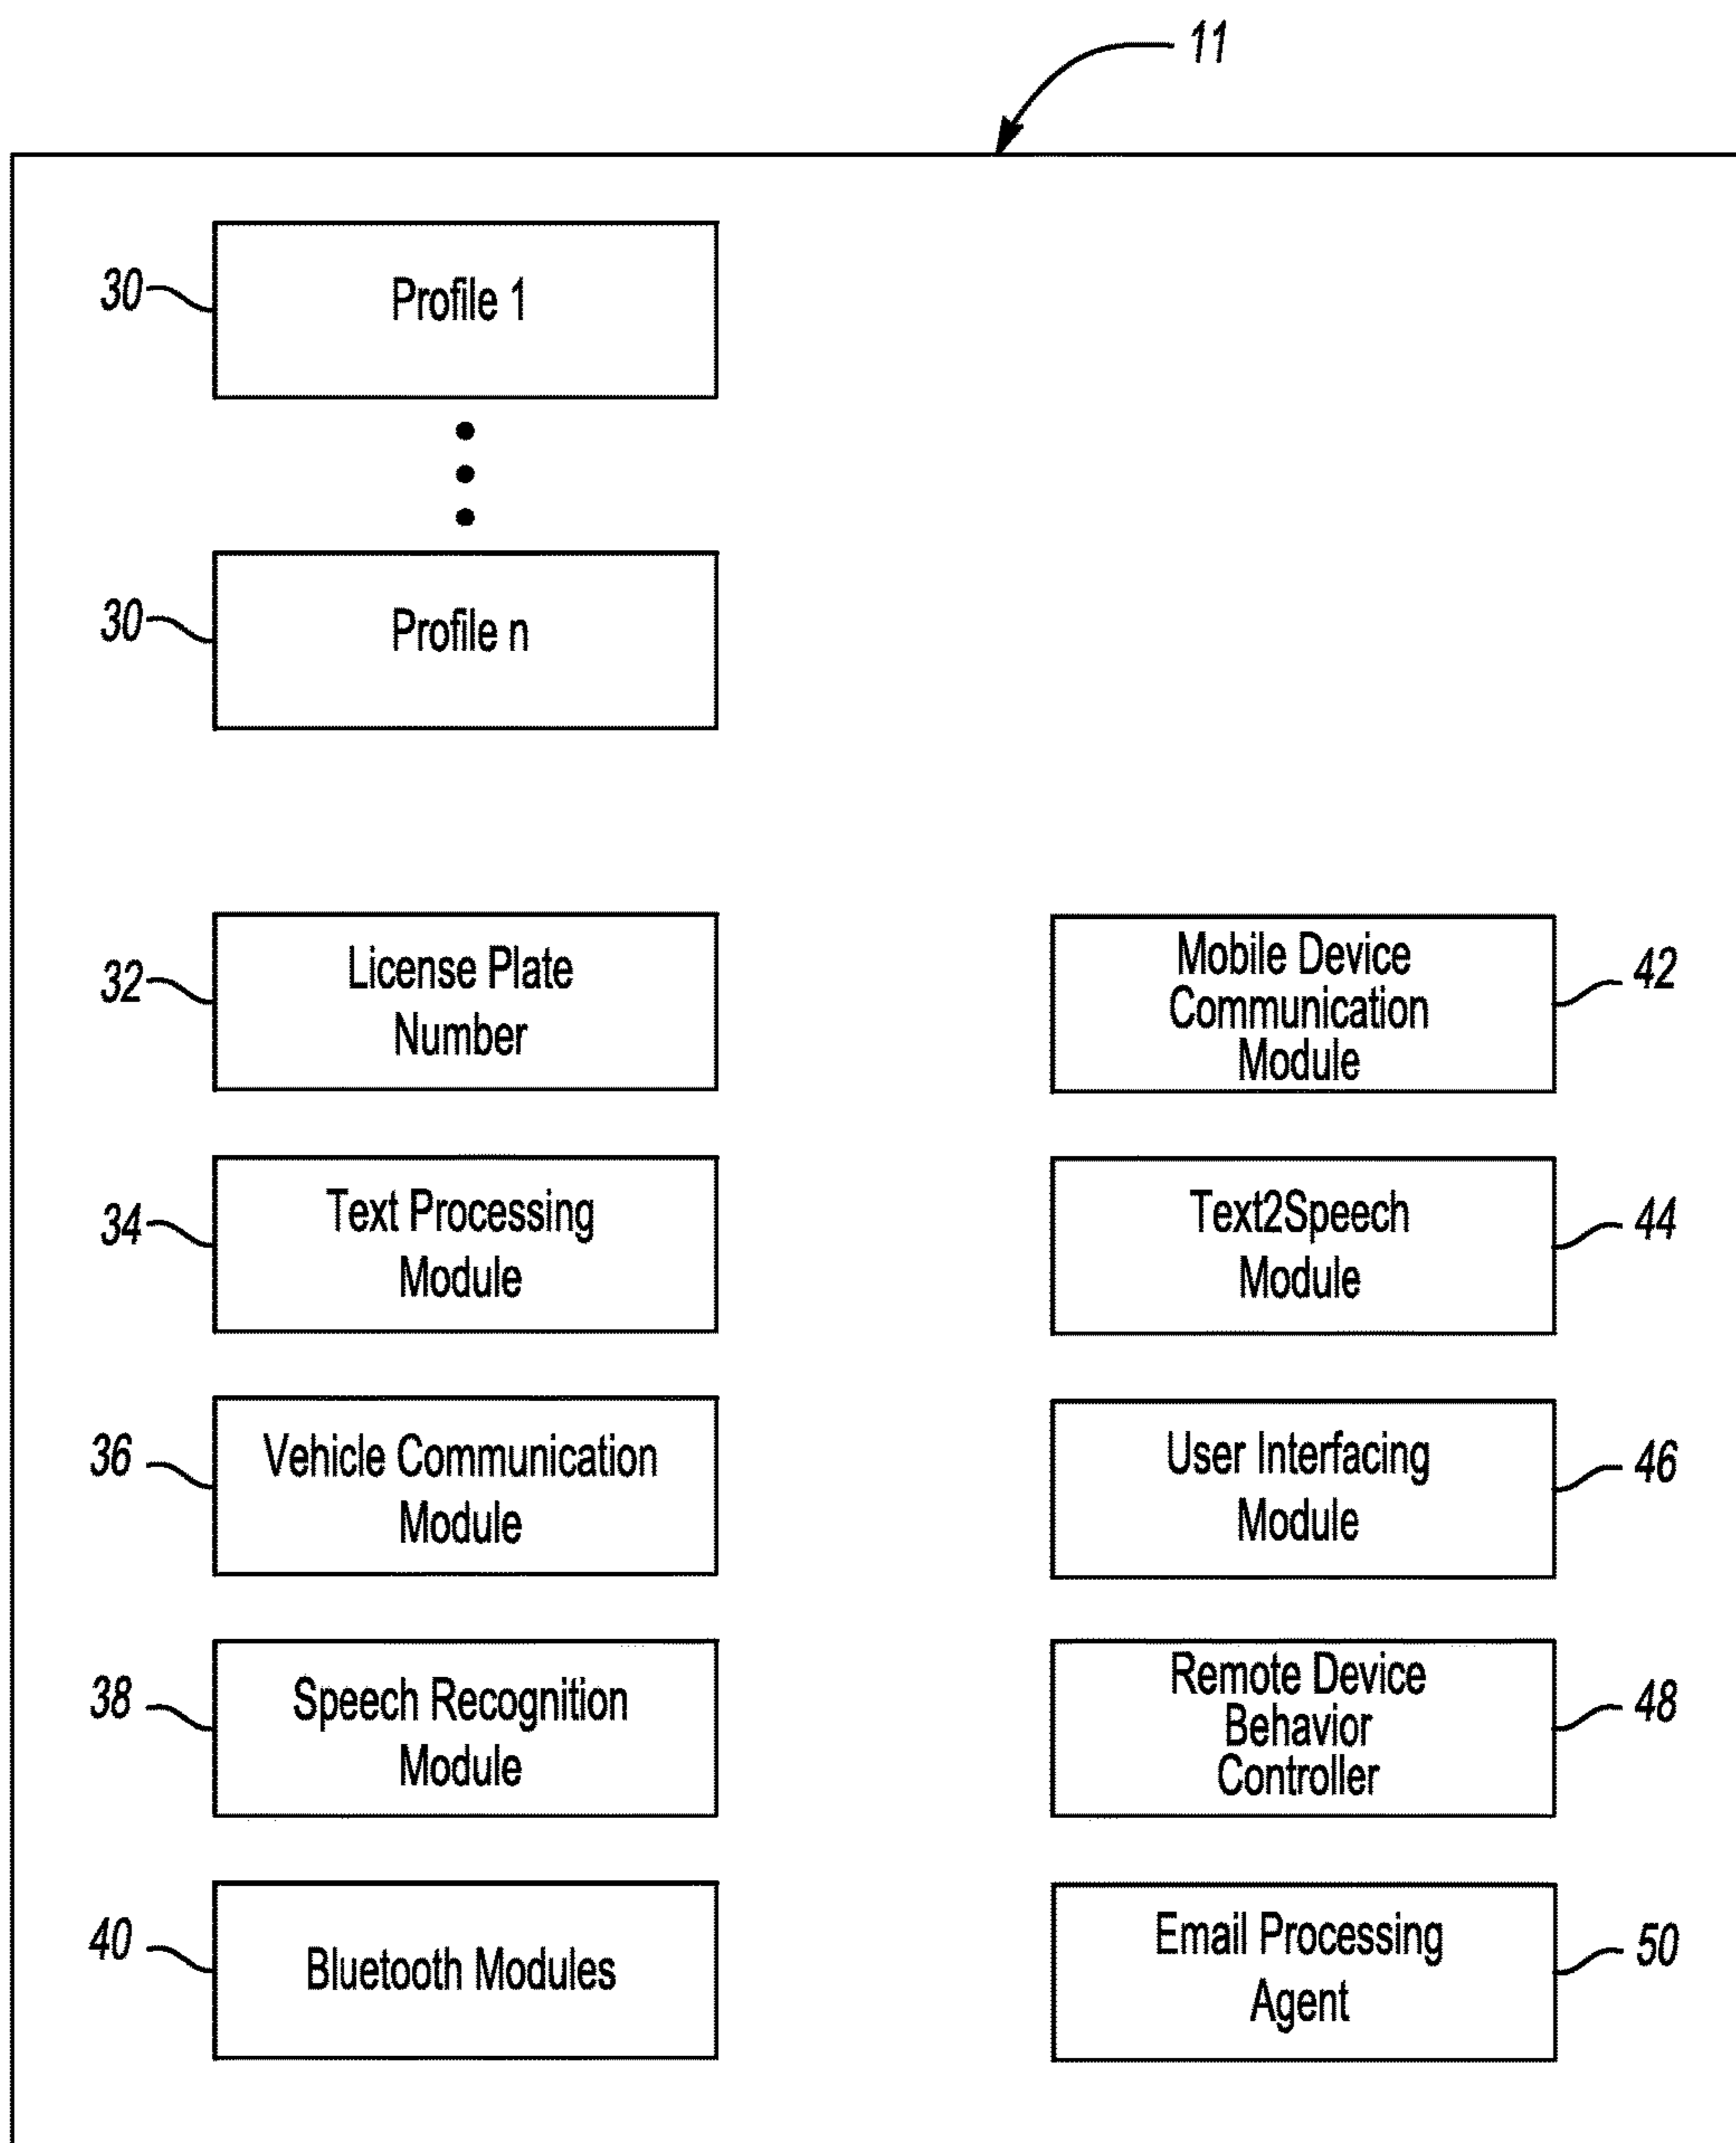 11
30
Profile 1
30
Profile n
32
License Plate
Number
34
Text Processing
Module
36
Vehicle Communication
Module
38
Speech Recognition
Module
40
Bluetooth Modules
Mobile Device
Communication
Module
42
Text2Speech
Module
44
User Interfacing
Module
46
Remote Device
Behavior
Controller
48
Email Processing
Agent
50